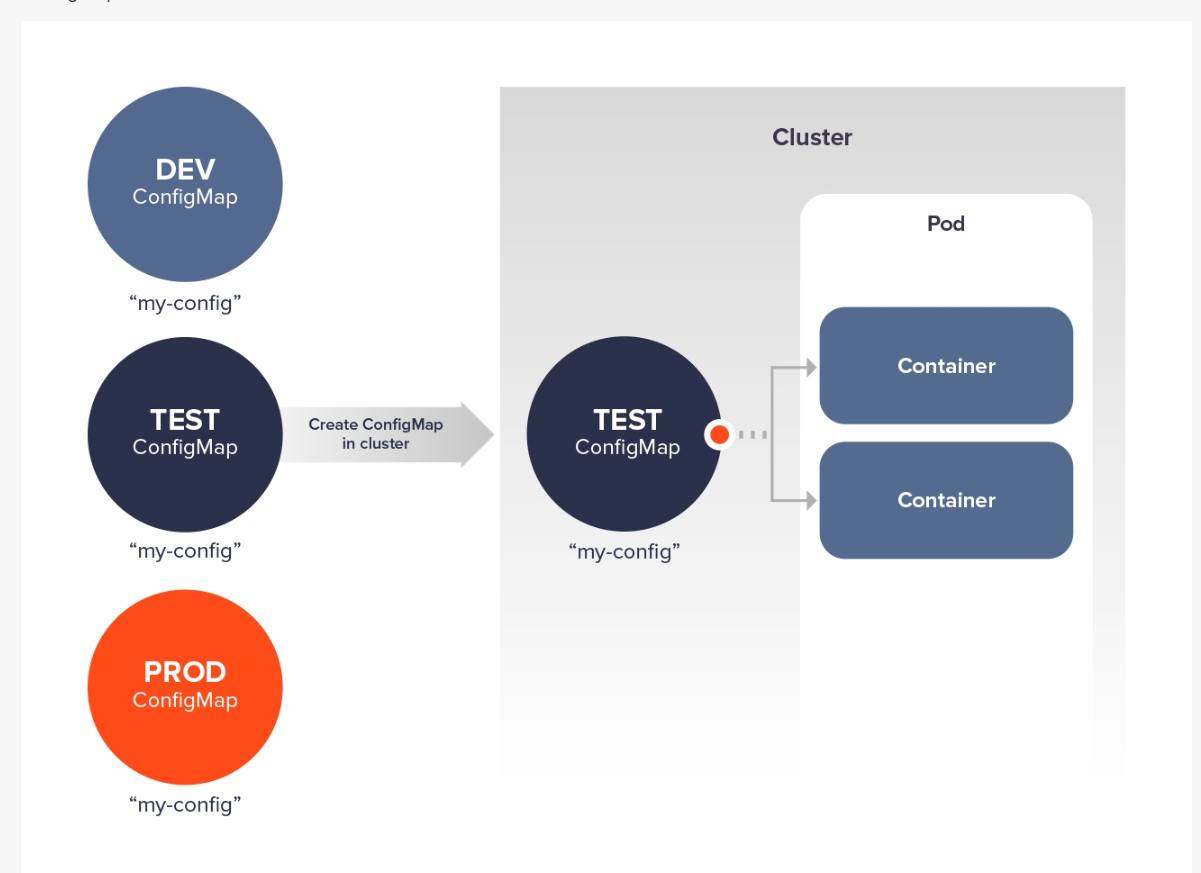 DEV
ConfigMap
“my-config”
TEST
ConfigMap
“my-config”
PROD
ConfigMap
“my-config”
Create ConfigMap
in cluster
Cluster
TEST
ConfigMap
“my-config”
Pod
Container
Container